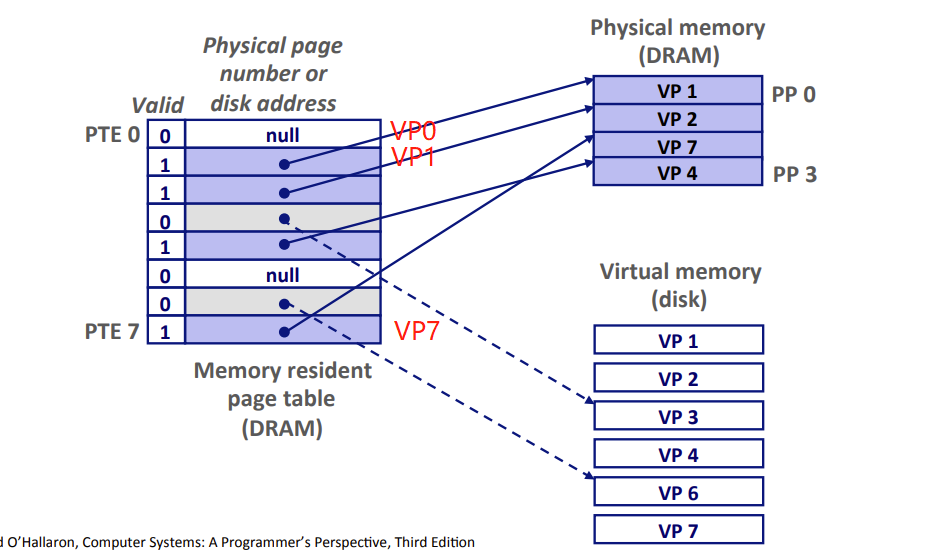 Physical memory
(DRAM)
Physical page
number or
disk address
Valid
VP 1
PP 0
VP 2
VP 7
VP 4
PP 3
PTE 0
0
null
VP0
1
VP1
1
0
1
0
null
0
PTE 7
1
VP7
Memory resident
page table
(DRAM)
Virtual memory
(disk)
VP 1
VP 2
VP 3
VP 4
VP 6
VP 7
d O'Hallaron, Computer Systems: A Programmer's Perspective, Third Edition